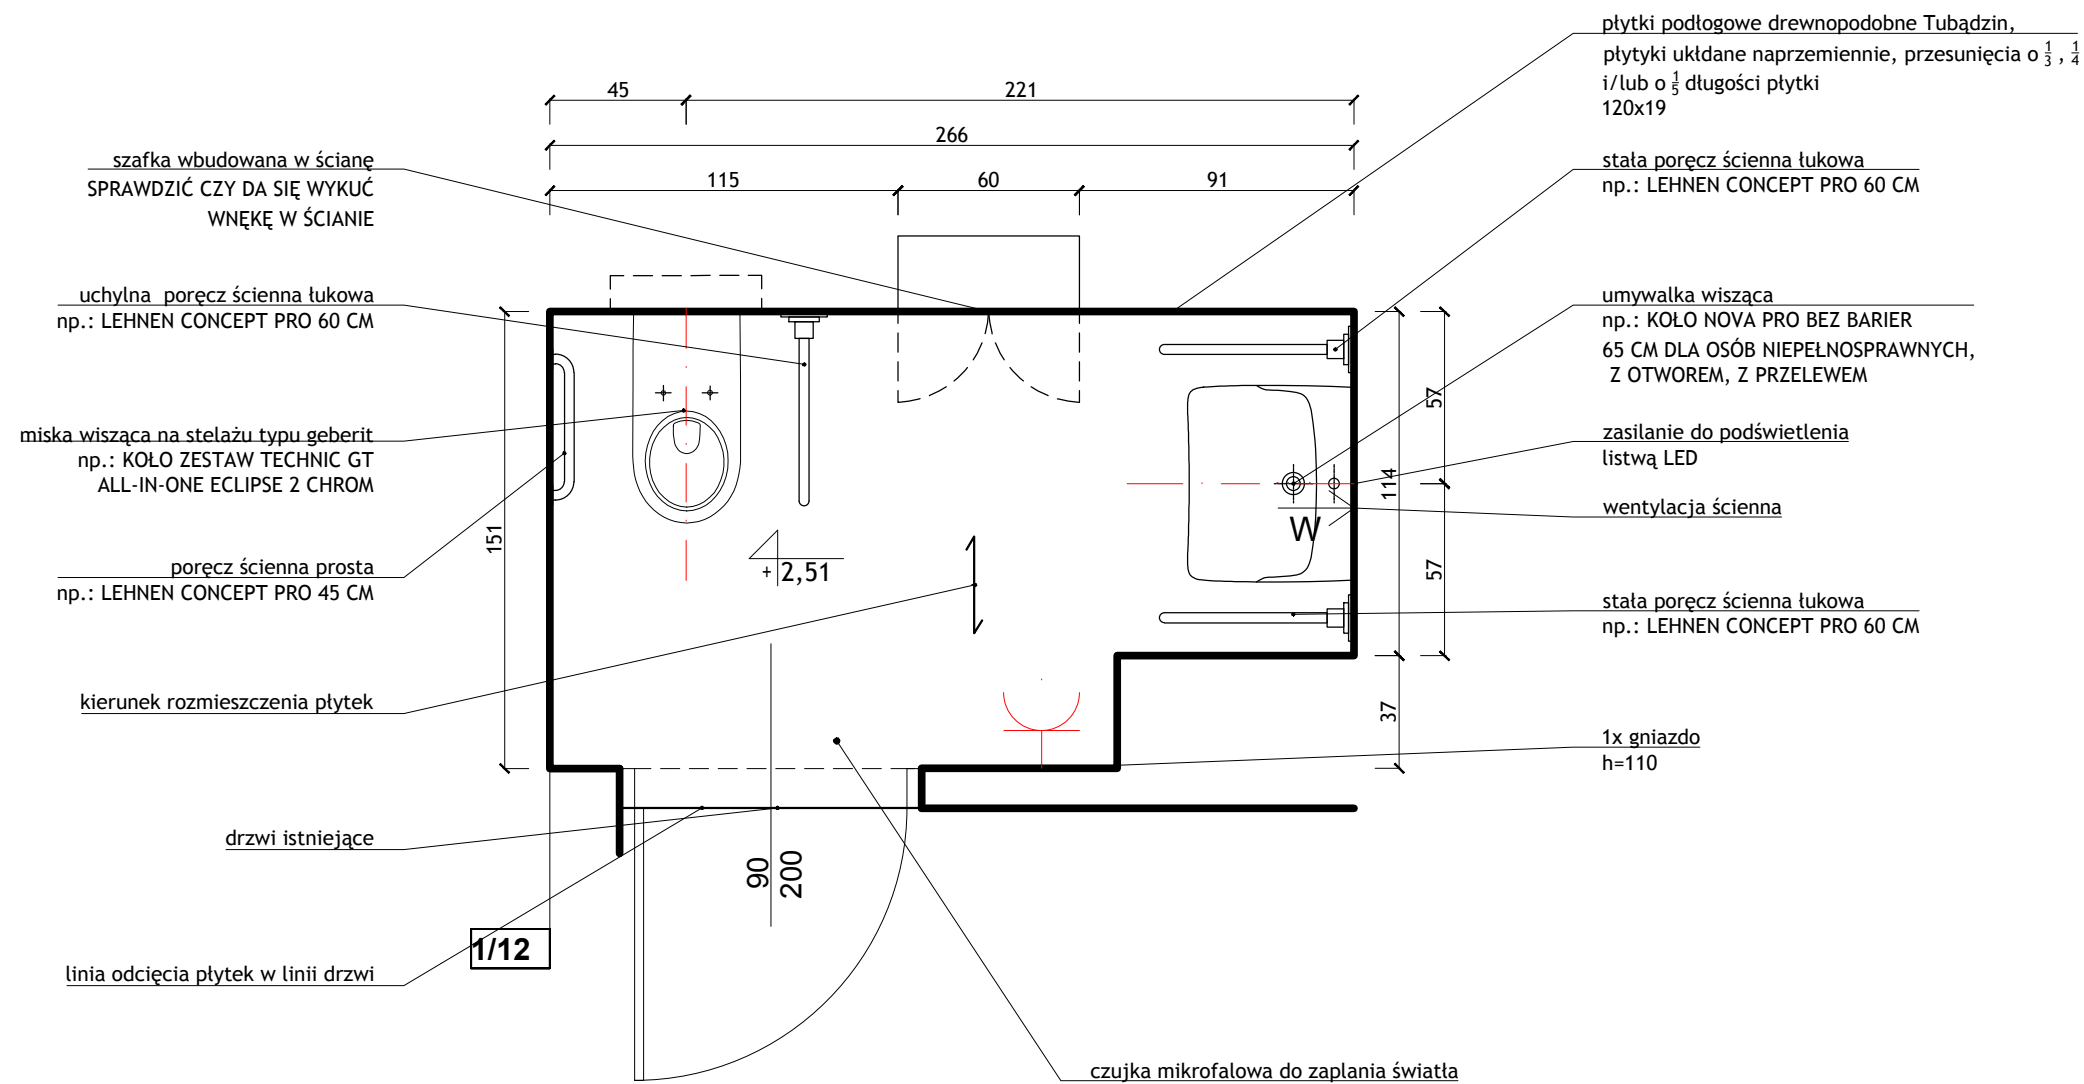 płytki podłogowe drewnopodobne Tubądzin,
płytyki ukłdane naprzemiennie, przesunięcia o 1/3 , 1/4
i/lub o 1/5 długości płytki
120x19
45
221
266
115
60
91
szafka wbudowana w ścianę
SPRAWDZIĆ CZY DA SIĘ WYKUĆ
WNĘKĘ W ŚCIANIE
stała poręcz ścienna łukowa
np.: LEHNEN CONCEPT PRO 60 CM
uchylna poręcz ścienna łukowa
np.: LEHNEN CONCEPT PRO 60 CM
umywalka wisząca
np.: KOŁO NOVA PRO BEZ BARIER
65 CM DLA OSÓB NIEPEŁNOSPRAWNYCH,
Z OTWOREM, Z PRZELEWEM
57
miska wisząca na stelażu typu geberit
np.: KOŁO ZESTAW TECHNIC GT
ALL-IN-ONE ECLIPSE 2 CHROM
zasilanie do podświetlenia
listwą LED
114
wentylacja ścienna
W
151
57
+ 2,51
poręcz ścienna prosta
np.: LEHNEN CONCEPT PRO 45 CM
stała poręcz ścienna łukowa
np.: LEHNEN CONCEPT PRO 60 CM
kierunek rozmieszczenia płytek
37
1x gniazdo
h=110
drzwi istniejące
90
200
1/12
linia odcięcia płytek w linii drzwi
czujka mikrofalowa do zaplania światła